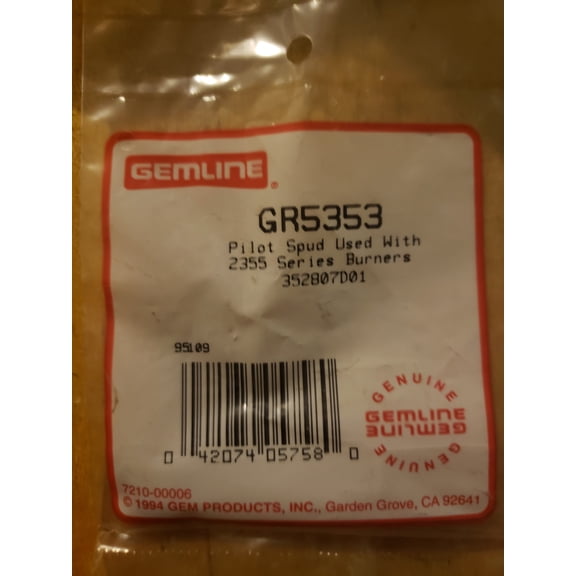 GEMLINE®
GR5353
Pilot Spud Used With
2355 Series Burners
352807D01
95109
0 42074 05758 0
GENUINE
GEMLINE
GEMLINE
GENUINE
7210-00006
© 1994 GEM PRODUCTS, INC., Garden Grove, CA 92641